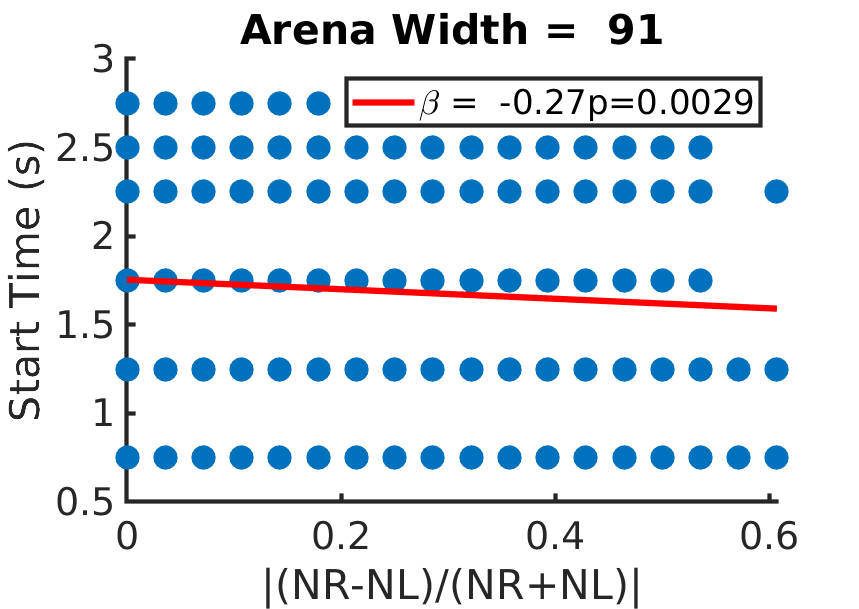 Arena Width =  91
β =  -0.27p=0.0029
3
2.5
2
1.5
1
0.5
Start Time (s)
0 0.2 0.4 0.6
|(NR-NL)/(NR+NL)|